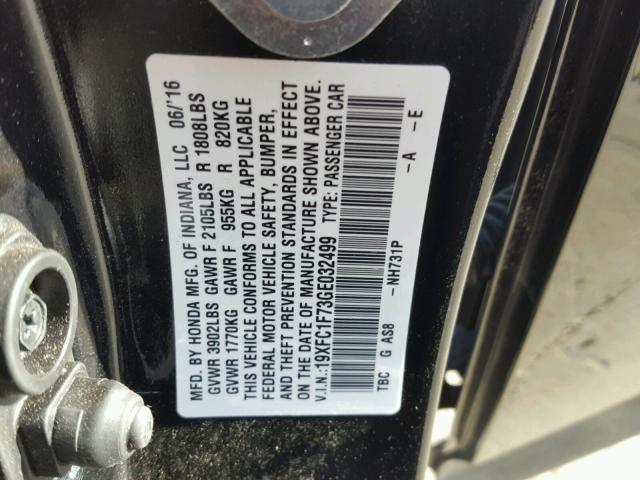 MFD. BY HONDA MFG. OF INDIANA, LLC 06/'16
GVWR 3902LBS GAWR F 2105LBS R 1808LBS
GVWR 1770KG GAWR F 955KG R 820KG
THIS VEHICLE CONFORMS TO ALL APPLICABLE
FEDERAL MOTOR VEHICLE SAFETY, BUMPER,
AND THEFT PREVENTION STANDARDS IN EFFECT
ON THE DATE OF MANUFACTURE SHOWN ABOVE.
V.I.N.:19XFC1F73GE032499 TYPE: PASSENGER CAR
TBC G AS8 -NH731P -A -E